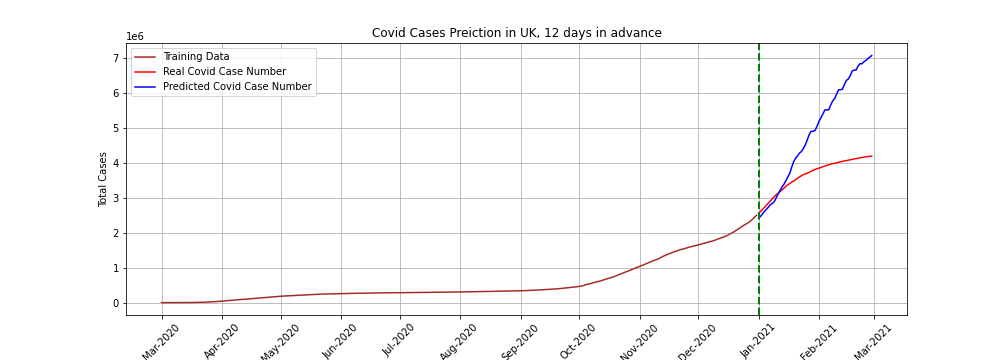 Covid Cases Preiction in UK, 12 days in advance
1e6
Training Data
Real Covid Case Number
Predicted Covid Case Number
Total Cases
7
6
5
4
3
2
1
0
Mar-2020
Apr-2020
May-2020
Jun-2020
Jul-2020
Aug-2020
Sep-2020
Oct-2020
Nov-2020
Dec-2020
Jan-2021
Feb-2021
Mar-2021